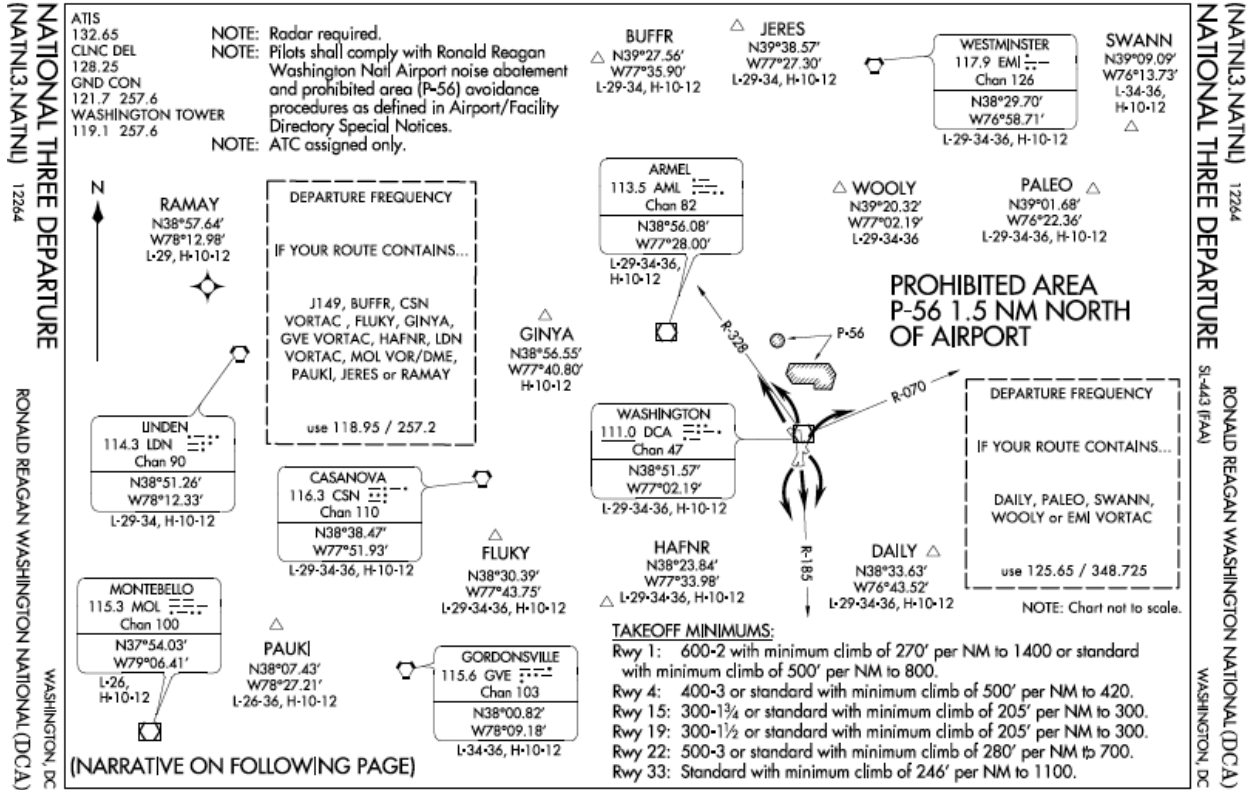 (NATNL3.NATNL) 12264
NATIONAL THREE DEPARTURE
RONALD REAGAN WASHINGTON NATIONAL (DCA)
WASHINGTON, DC
ATIS
132.65
CLNC DEL
128.25
GND CON
121.7 257.6
WASHINGTON TOWER
119.1 257.6
NOTE: Radar required.
NOTE: Pilots shall comply with Ronald Reagan
Washington Natl Airport noise abatement
and prohibited area (P-56) avoidance
procedures as defined in Airport/Facility
Directory Special Notices.
NOTE: ATC assigned only.
BUFFR
N39°27.56'
W77°35.90'
L-29-34, H-10-12
JERES
N39°38.57'
W77°27.30'
L-29-34, H-10-12
WESTMINSTER
117.9 EMI
Chan 126
N38°29.70'
W76°58.71'
L-29-34-36, H-10-12
SWANN
N39°09.09'
W76°13.73'
L-34-36,
H-10-12
N
RAMAY
N38°57.64'
W78°12.98'
L-29, H-10-12
DEPARTURE FREQUENCY
IF YOUR ROUTE CONTAINS...
J149, BUFFR, CSN
VORTAC , FLUKY, GINYA,
GVE VORTAC, HAFNR, LDN
VORTAC, MOL VOR/DME,
PAUKI, JERES or RAMAY
use 118.95 / 257.2
GINYA
N38°56.55'
W77°40.80'
H-10-12
ARMEL
113.5 AML
Chan 82
N38°56.08'
W77°28.00'
L-29-34-36,
H-10-12
WOOLY
N39°20.32'
W77°02.19'
L-29-34-36
PALEO
N39°01.68'
W76°22.36'
L-29-34-36, H-10-12
PROHIBITED AREA
P-56 1.5 NM NORTH
OF AIRPORT
P-56
R-328
R-070
R-185
LINDEN
114.3 LDN
Chan 90
N38°51.26'
W78°12.33'
L-29-34, H-10-12
CASANOVA
116.3 CSN
Chan 110
N38°38.47'
W77°51.93'
L-29-34-36, H-10-12
WASHINGTON
111.0 DCA
Chan 47
N38°51.57'
W77°02.19'
L-29-34-36, H-10-12
DEPARTURE FREQUENCY
IF YOUR ROUTE CONTAINS...
DAILY, PALEO, SWANN,
WOOLY or EMI VORTAC
use 125.65 / 348.725
NOTE: Chart not to scale.
FLUKY
N38°30.39'
W77°43.75'
L-29-34-36, H-10-12
HAFNR
N38°23.84'
W77°33.98'
L-29-34-36, H-10-12
DAILY
N38°33.63'
W76°43.52'
L-29-34-36, H-10-12
MONTEBELLO
115.3 MOL
Chan 100
N37°54.03'
W79°06.41'
L-26,
H-10-12
PAUKI
N38°07.43'
W78°27.21'
L-26-36, H-10-12
GORDONSVILLE
115.6 GVE
Chan 103
N38°00.82'
W78°09.18'
L-34-36, H-10-12
TAKEOFF MINIMUMS:
Rwy 1: 600-2 with minimum climb of 270' per NM to 1400 or standard
with minimum climb of 500' per NM to 800.
Rwy 4: 400-3 or standard with minimum climb of 500' per NM to 420.
Rwy 15: 300-1¾ or standard with minimum climb of 205' per NM to 300.
Rwy 19: 300-1½ or standard with minimum climb of 205' per NM to 300.
Rwy 22: 500-3 or standard with minimum climb of 280' per NM to 700.
Rwy 33: Standard with minimum climb of 246' per NM to 1100.
(NARRATIVE ON FOLLOWING PAGE)
(NATNL3.NATNL) 12264
NATIONAL THREE DEPARTURE
SL-443 (FAA)
RONALD REAGAN WASHINGTON NATIONAL (DCA)
WASHINGTON, DC